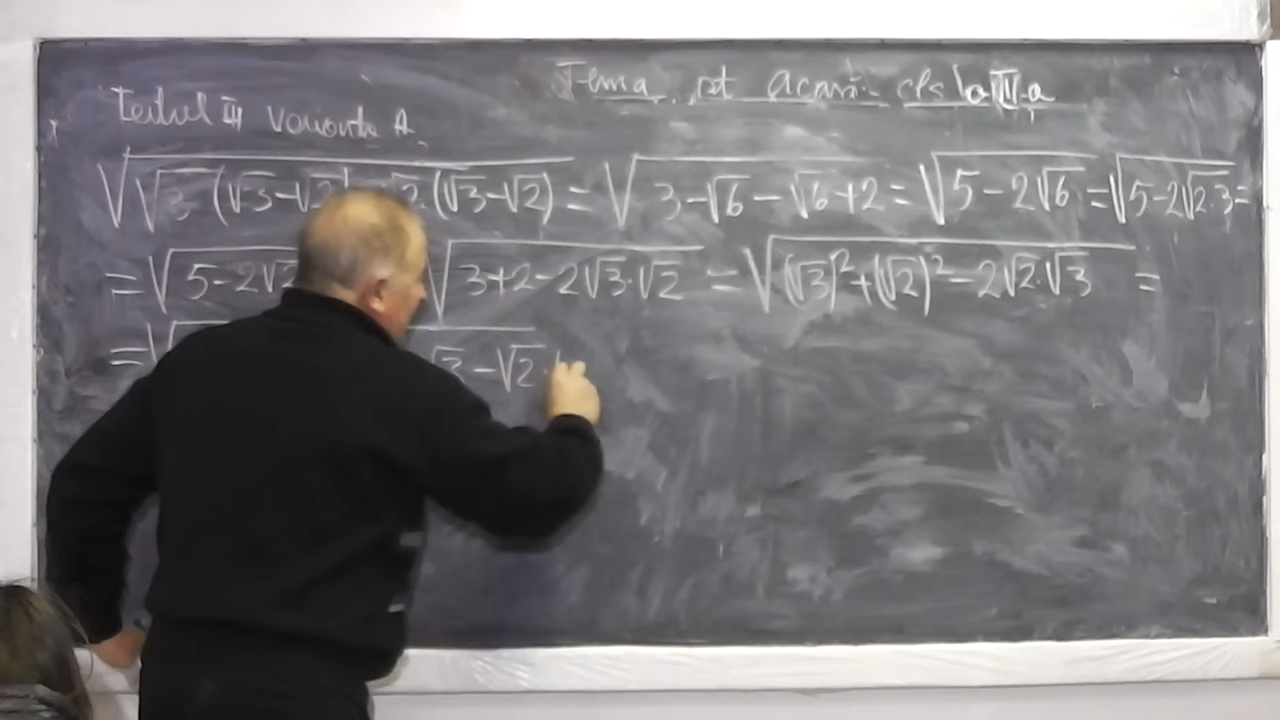 Tema pt acasă cls a III-a
Testul III varianta A.
√(√3 (√3-√2) √2 (√3-√2)) = √(3-√6-√6+2) = √(5-2√6) = √(5-2√(2·3)) =
= √(5-2√2 √(3+2-2√3·√2) = √((√3)²+(√2)²-2√2·√3) =
= √ √3-√2